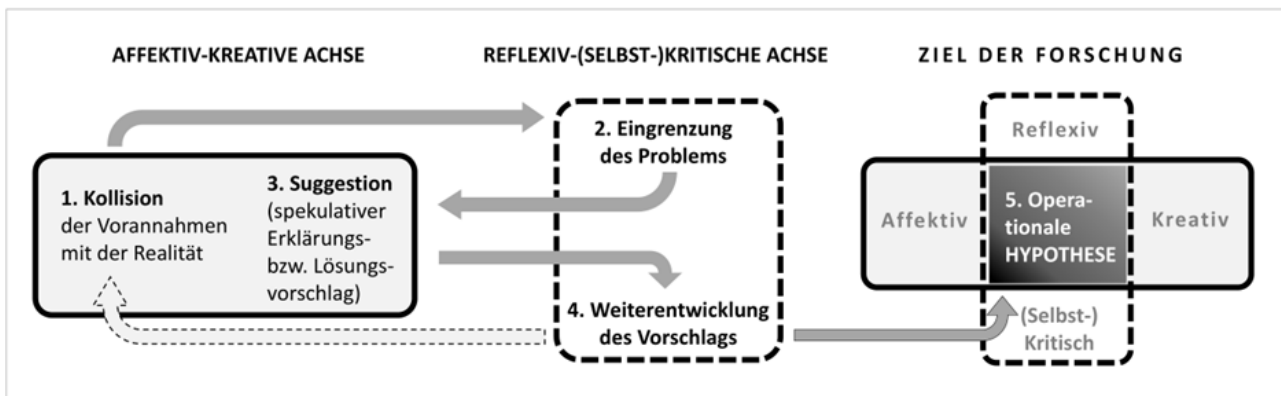 AFFEKTIV-KREATIVE ACHSE
REFLEXIV-(SELBST-)KRITISCHE ACHSE
ZIEL DER FORSCHUNG
1. Kollision
der Vorannahmen
mit der Realität
3. Suggestion
(spekulativer
Erklärungs-
bzw. Lösungs-
vorschlag)
2. Eingrenzung
des Problems
4. Weiterentwicklung
des Vorschlags
Reflexiv
Affektiv
5. Opera-
tionale
HYPOTHESE
Kreativ
(Selbst-)
Kritisch